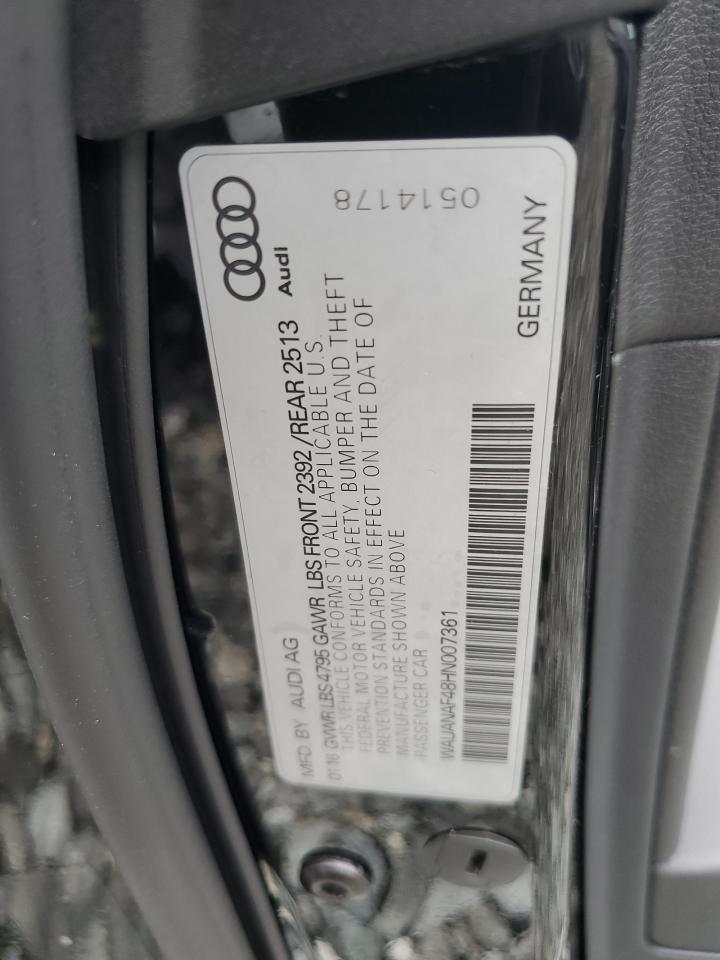 MFD BY AUDI AG
Audi
0116 GVWR LBS 4795 GAWR LBS FRONT 2392 / REAR 2513
THIS VEHICLE CONFORMS TO ALL APPLICABLE U.S.
FEDERAL MOTOR VEHICLE SAFETY, BUMPER AND THEFT
PREVENTION STANDARDS IN EFFECT ON THE DATE OF
MANUFACTURE SHOWN ABOVE
PASSENGER CAR
WAUANAF48HN007361
GERMANY
0514178